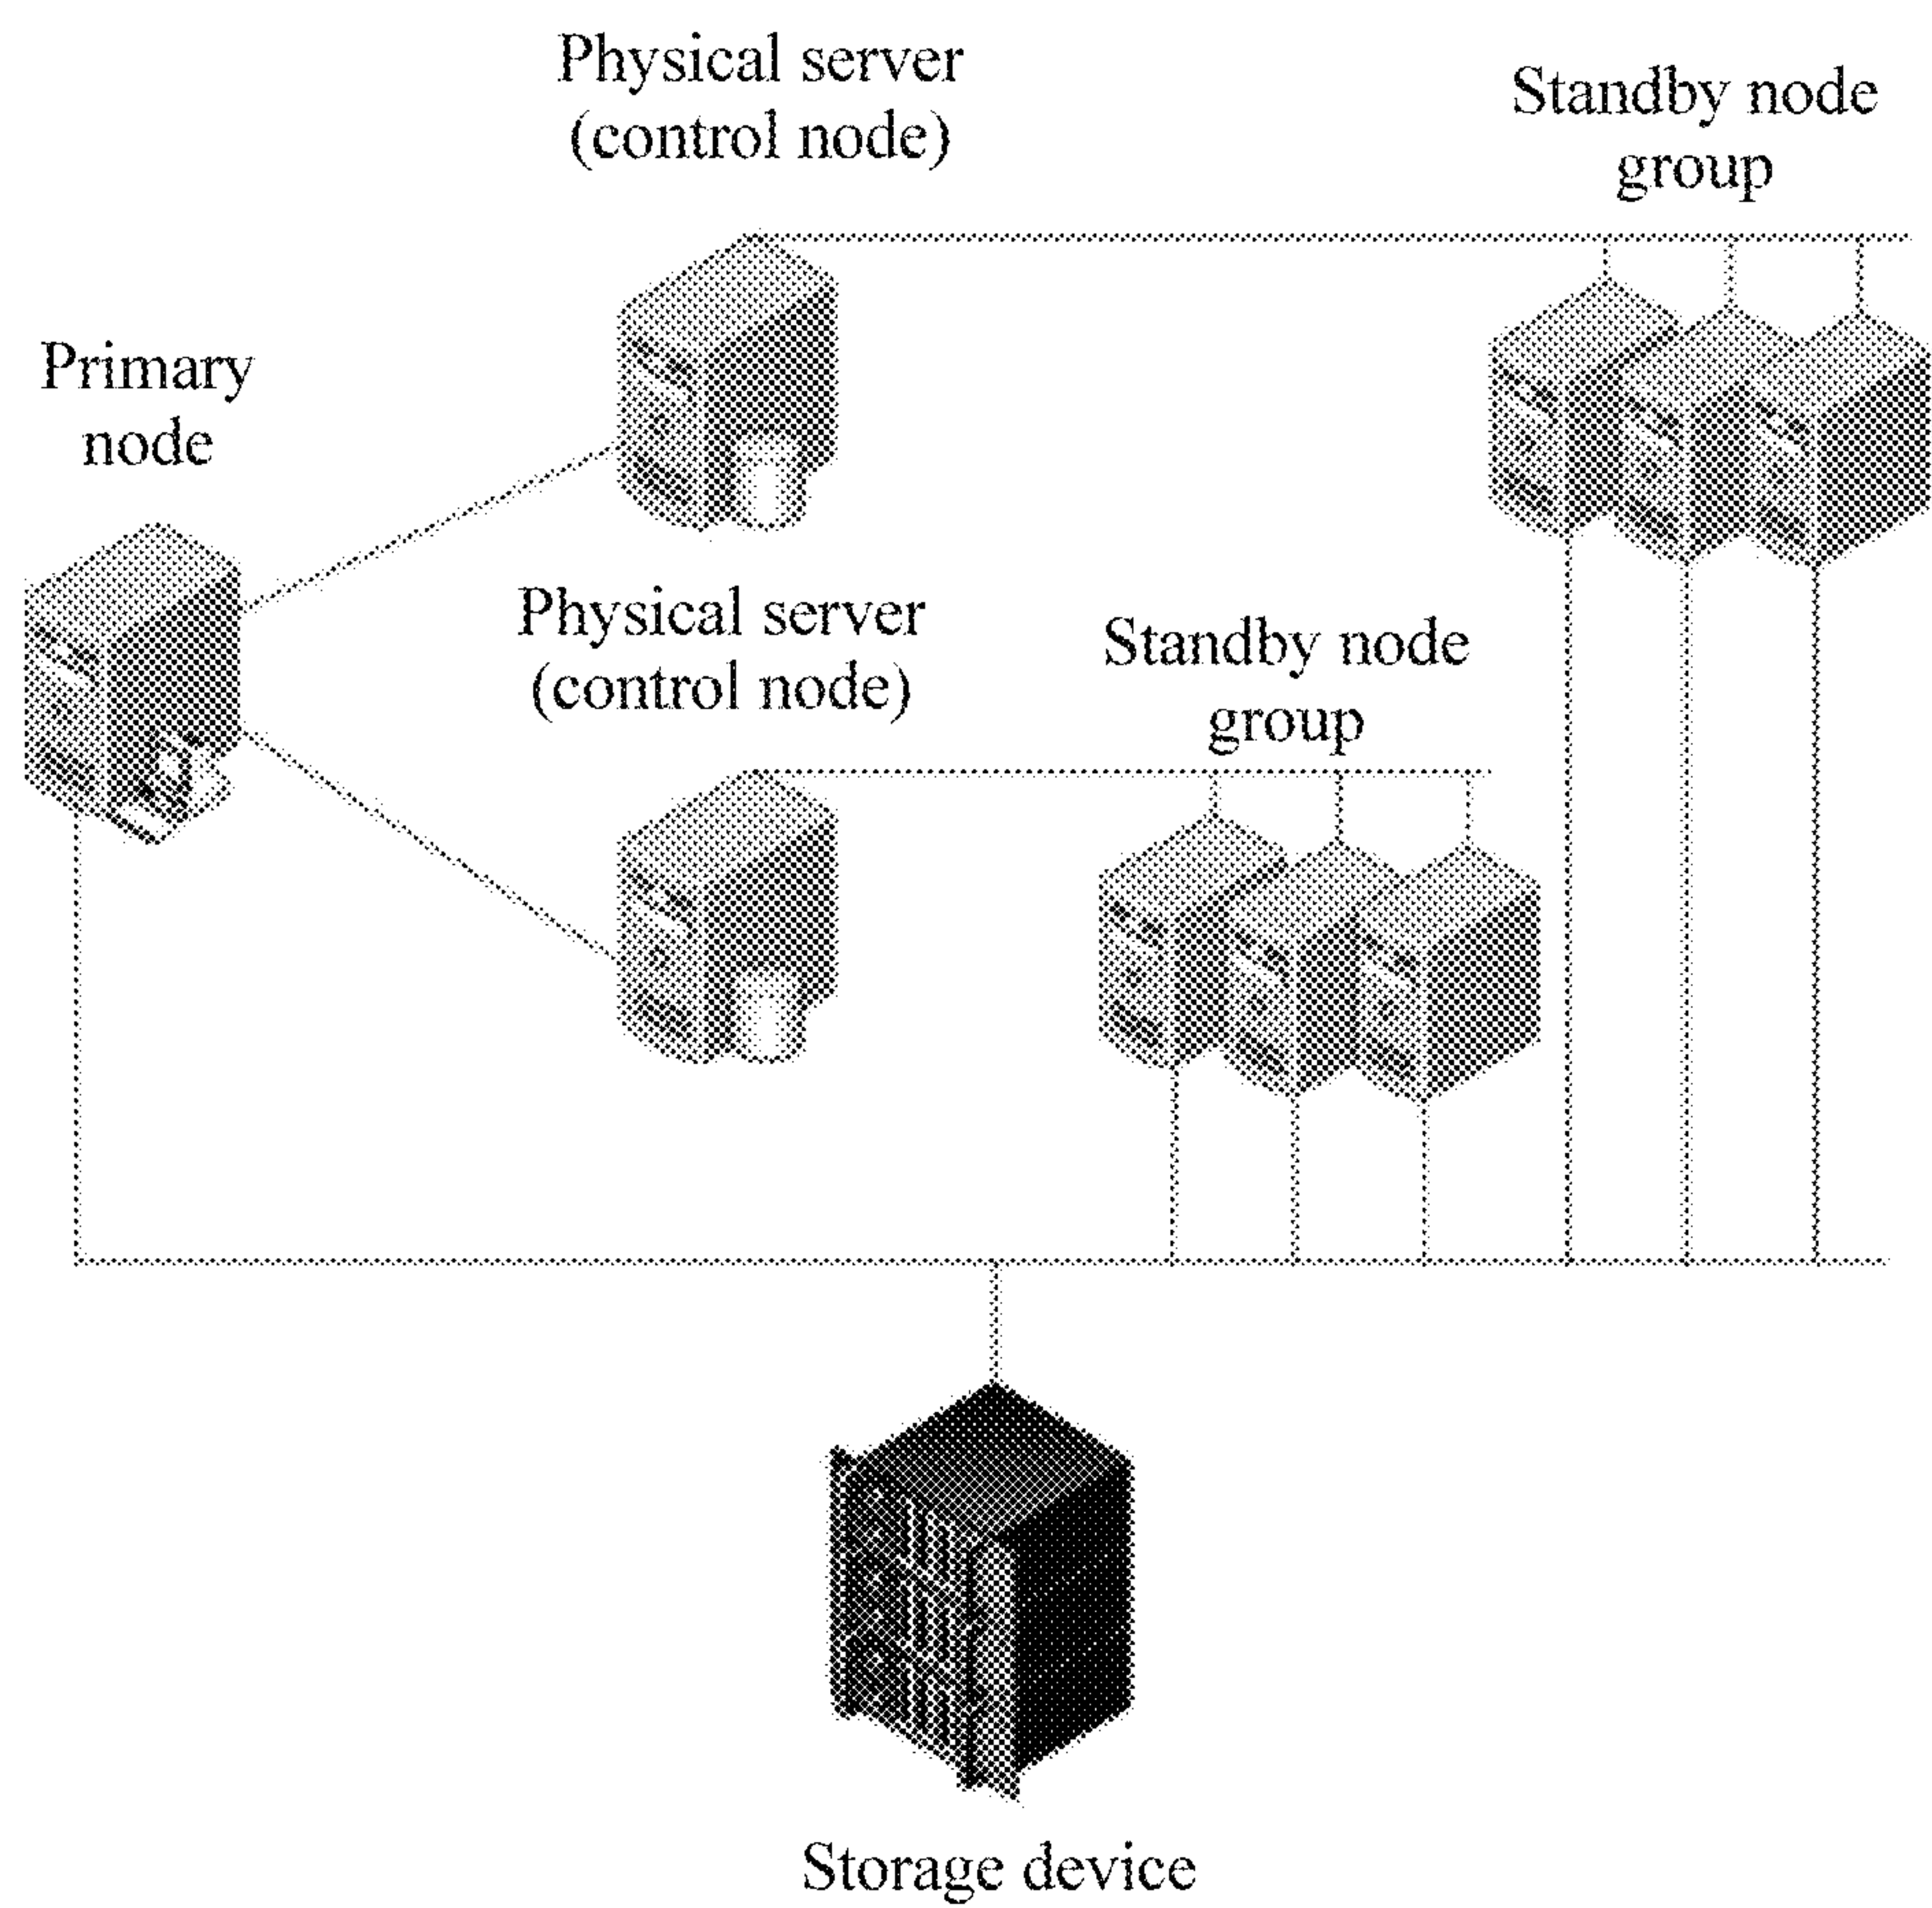 Physical server
(control node)
Standby node
group
Primary
node
Physical server
(control node)
Standby node
group
Storage device